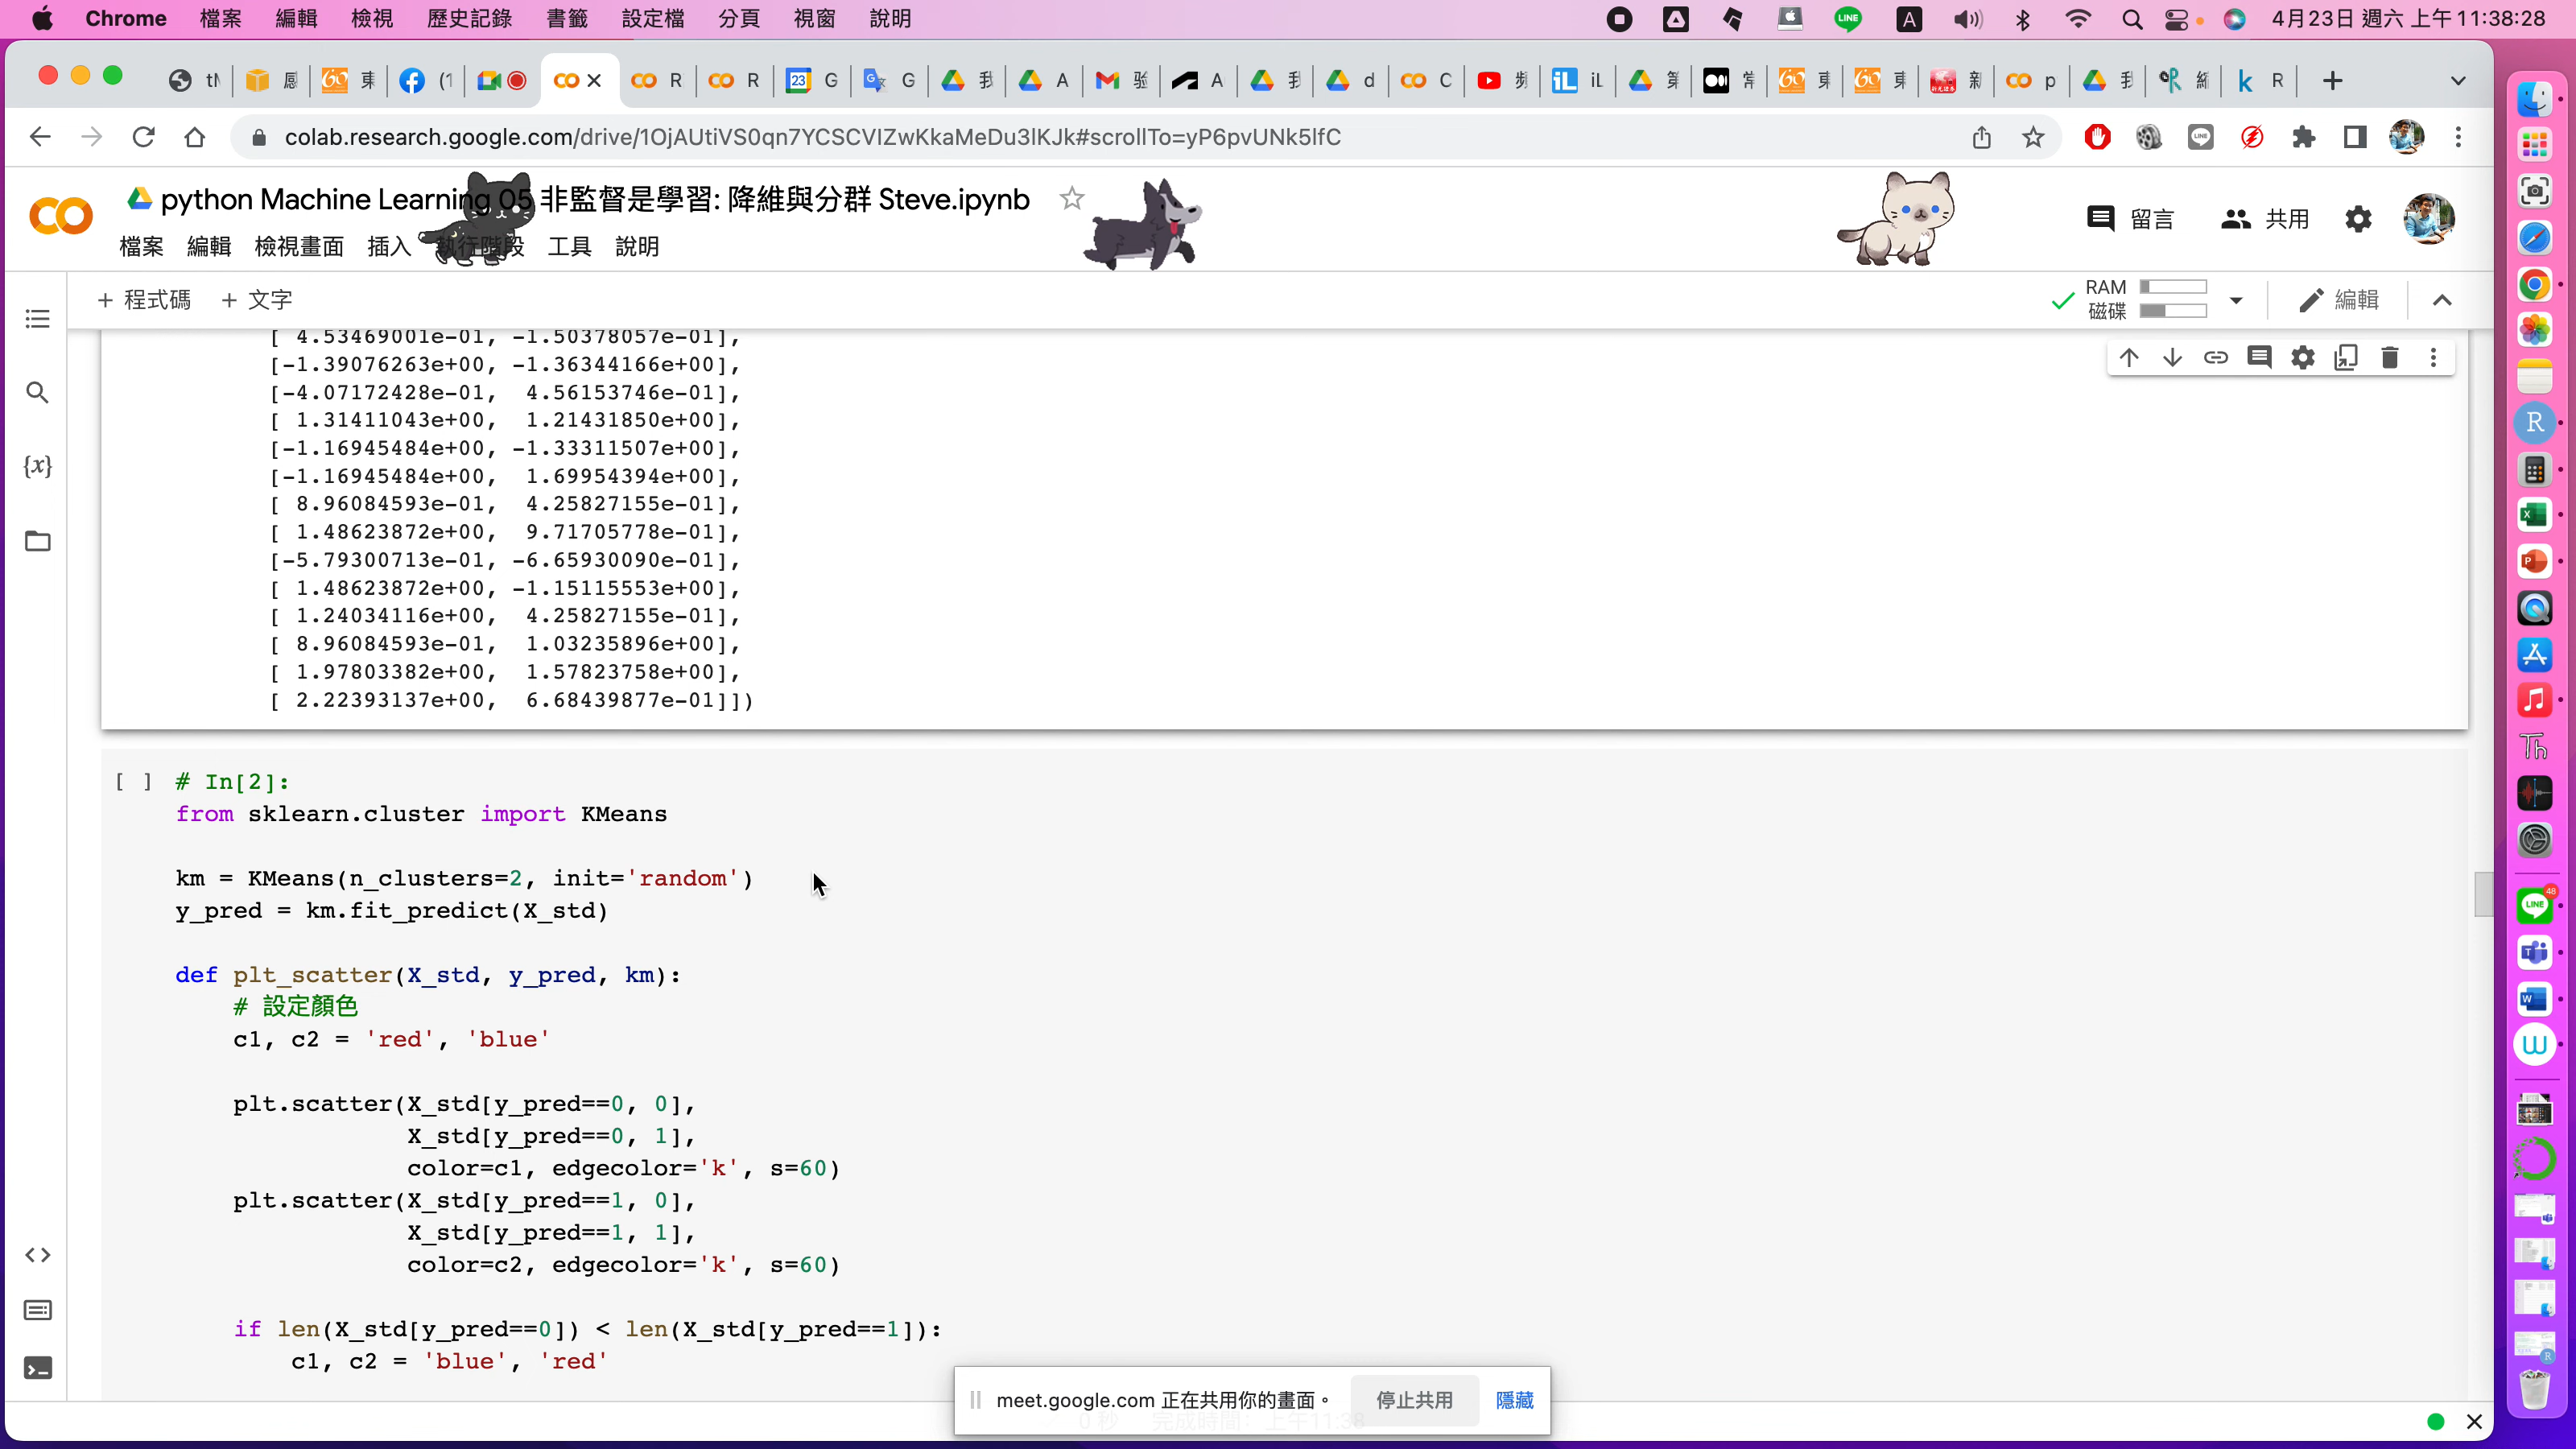 Chrome 檔案 編輯 檢視 歷史記錄 書籤 設定檔 分頁 視窗 說明
LINE A 4月23日 週六 上午11:38:28
colab.research.google.com/drive/1OjAUtiVS0qn7YCSCVIZwKkaMeDu3lKJk#scrollTo=yP6pvUNk5lfC
python Machine Learning 05 非監督是學習: 降維與分群 Steve.ipynb
檔案 編輯 檢視畫面 插入 執行階段 工具 說明
留言 共用
+ 程式碼 + 文字
RAM
磁碟
編輯
[ 4.53469001e-01, -1.50378057e-01],
[-1.39076263e+00, -1.36344166e+00],
[-4.07172428e-01, 4.56153746e-01],
[ 1.31411043e+00, 1.21431850e+00],
[-1.16945484e+00, -1.33311507e+00],
[-1.16945484e+00, 1.69954394e+00],
[ 8.96084593e-01, 4.25827155e-01],
[ 1.48623872e+00, 9.71705778e-01],
[-5.79300713e-01, -6.65930090e-01],
[ 1.48623872e+00, -1.15115553e+00],
[ 1.24034116e+00, 4.25827155e-01],
[ 8.96084593e-01, 1.03235896e+00],
[ 1.97803382e+00, 1.57823758e+00],
[ 2.22393137e+00, 6.68439877e-01]])
[ ] # In[2]:
from sklearn.cluster import KMeans
km = KMeans(n_clusters=2, init='random')
y_pred = km.fit_predict(X_std)
def plt_scatter(X_std, y_pred, km):
# 設定顏色
c1, c2 = 'red', 'blue'
plt.scatter(X_std[y_pred==0, 0],
X_std[y_pred==0, 1],
color=c1, edgecolor='k', s=60)
plt.scatter(X_std[y_pred==1, 0],
X_std[y_pred==1, 1],
color=c2, edgecolor='k', s=60)
if len(X_std[y_pred==0]) < len(X_std[y_pred==1]):
c1, c2 = 'blue', 'red'
meet.google.com 正在共用你的畫面。 停止共用 隱藏